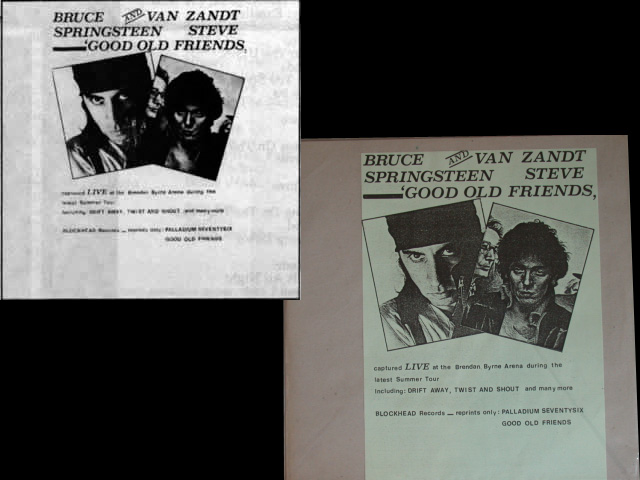 BRUCE AND VAN ZANDT
SPRINGSTEEN STEVE
'GOOD OLD FRIENDS,
captured LIVE at the Brendan Byrne Arena during the
latest Summer Tour
including: DRIFT AWAY, TWIST AND SHOUT and many more
BLOCKHEAD Records — reprints only: PALLADIUM SEVENTYSIX
GOOD OLD FRIENDS
BRUCE AND VAN ZANDT
SPRINGSTEEN STEVE
'GOOD OLD FRIENDS,
captured LIVE at the Brendan Byrne Arena during the
latest Summer Tour
including: DRIFT AWAY, TWIST AND SHOUT and many more
BLOCKHEAD Records — reprints only: PALLADIUM SEVENTYSIX
GOOD OLD FRIENDS